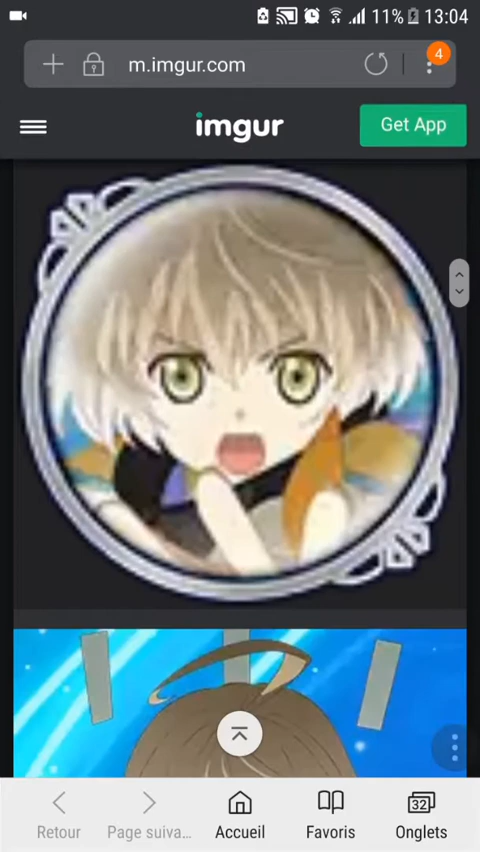 11% 13:04
m.imgur.com
4
imgur
Get App
32
Retour Page suiva... Accueil Favoris Onglets